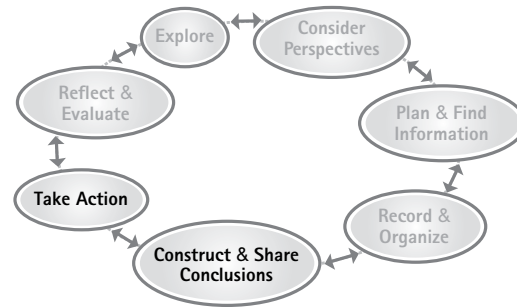 Explore
Consider
Perspectives
Plan & Find
Information
Record &
Organize
Construct & Share
Conclusions
Take Action
Reflect &
Evaluate